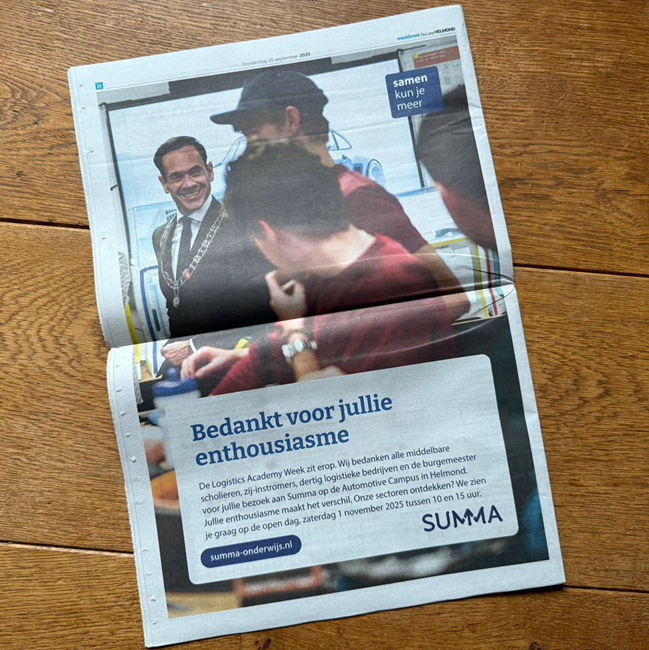 Donderdag 25 september 2025
weekkrant De Loop HELMOND
samen
kun je
meer
Bedankt voor jullie
enthousiasme
De Logistics Academy Week zit erop. Wij bedanken alle middelbare
scholieren, zij-instromers, dertig logistieke bedrijven en de burgemeester
voor jullie bezoek aan Summa op de Automotive Campus in Helmond.
Jullie enthousiasme maakt het verschil. Onze sectoren ontdekken? We zien
je graag op de open dag, zaterdag 1 november 2025 tussen 10 en 15 uur.
summa-onderwijs.nl
SUMMA